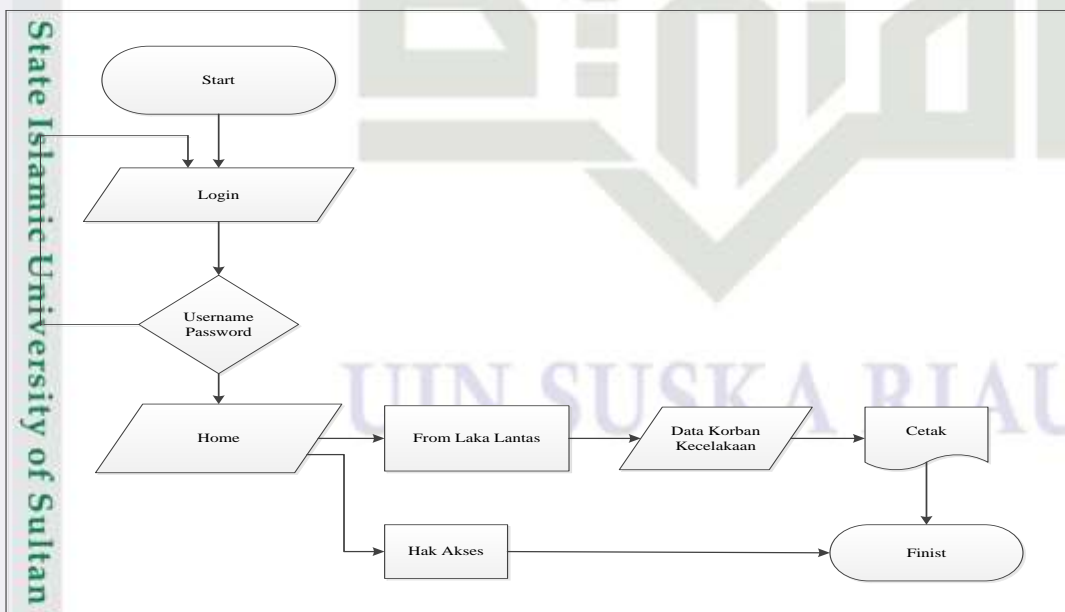 State Islamic University of Sultan
Start
Login
Username
Password
UIN SUSKA RIAU
Home
From Laka Lantas
Data Korban
Kecelakaan
Cetak
Hak Akses
Finist